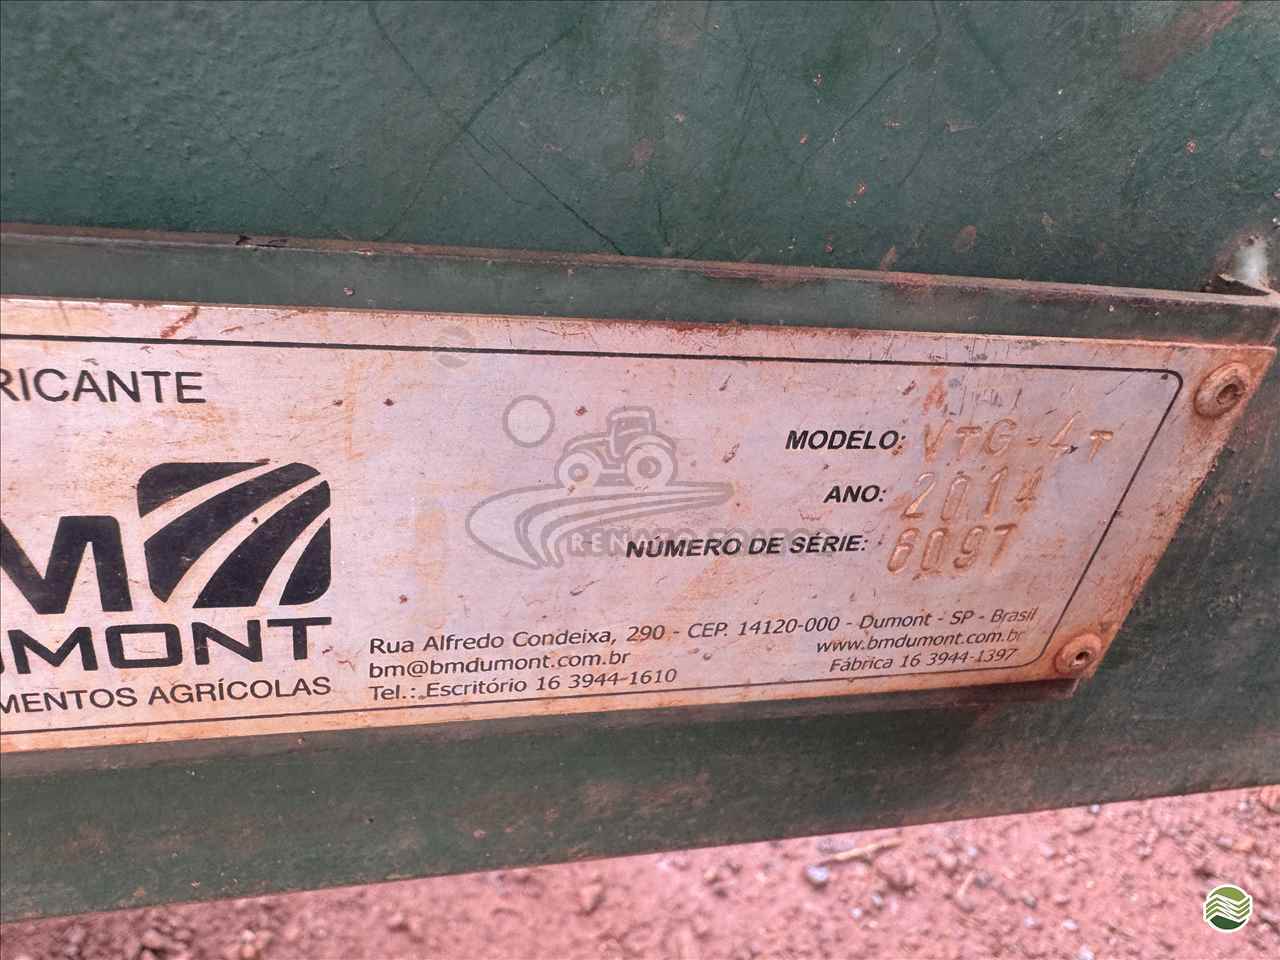 RICANTE
M
UMONT
MENTOS AGRÍCOLAS
MODELO: VTG-4T
ANO: 2014
NÚMERO DE SÉRIE: 6097
Rua Alfredo Condeixa, 290 - CEP. 14120-000 - Dumont - SP - Brasil
bm@bmdumont.com.br
www.bmdumont.com.br
Tel.: Escritório 16 3944-1610
Fábrica 16 3944-1397